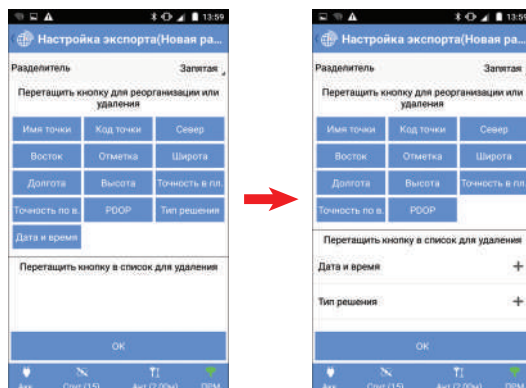 13:59
Настройка экспорта(Новая ра...
Разделитель Запятая
Перетащить кнопку для реорганизации или
удаления
Имя точки Код точки Север
Восток Отметка Широта
Долгота Высота Точность в пл.
Точность по в. PDOP Тип решения
Дата и время
Перетащить кнопку в список для удаления
OK
13:59
Настройка экспорта(Новая ра...
Разделитель Запятая
Перетащить кнопку для реорганизации или
удаления
Имя точки Код точки Север
Восток Отметка Широта
Долгота Высота Точность в пл.
Точность по в. PDOP
Перетащить кнопку в список для удаления
Дата и время +
Тип решения +
OK